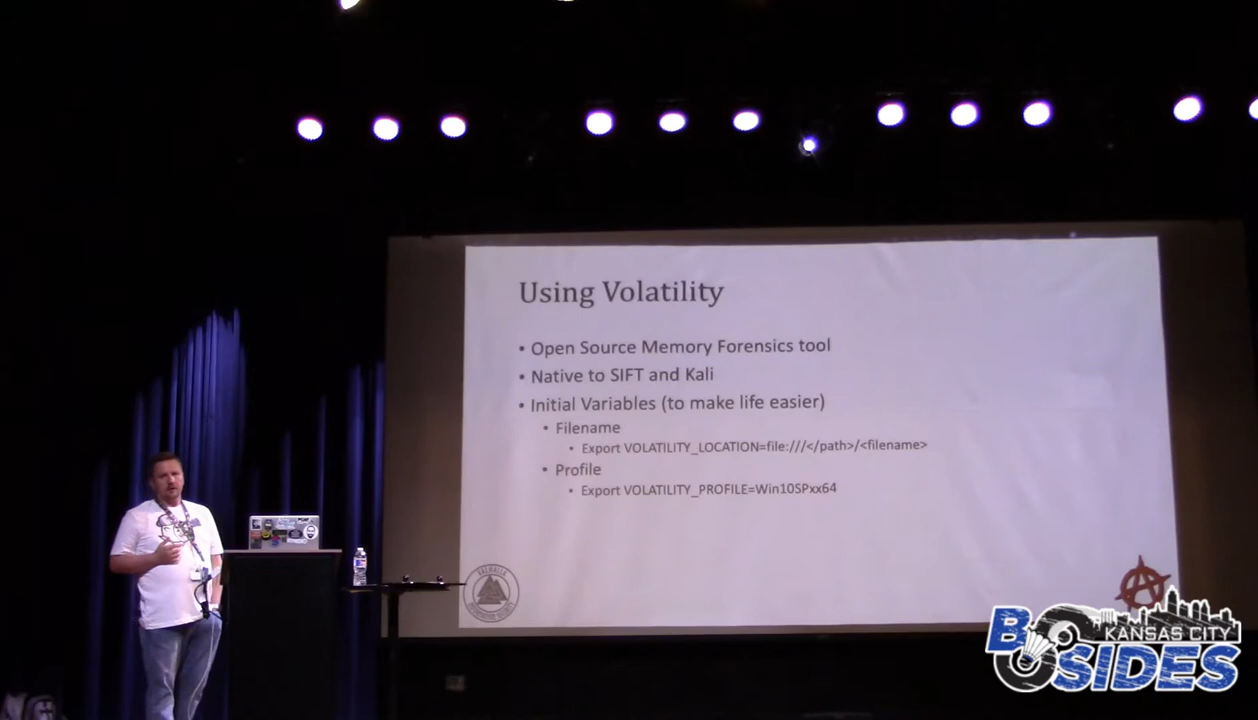 Using Volatility
• Open Source Memory Forensics tool
• Native to SIFT and Kali
• Initial Variables (to make life easier)
• Filename
• Export VOLATILITY_LOCATION=file:///</path>/<filename>
• Profile
• Export VOLATILITY_PROFILE=Win10SPxx64
VALHALLA
BSIDES
KANSAS CITY